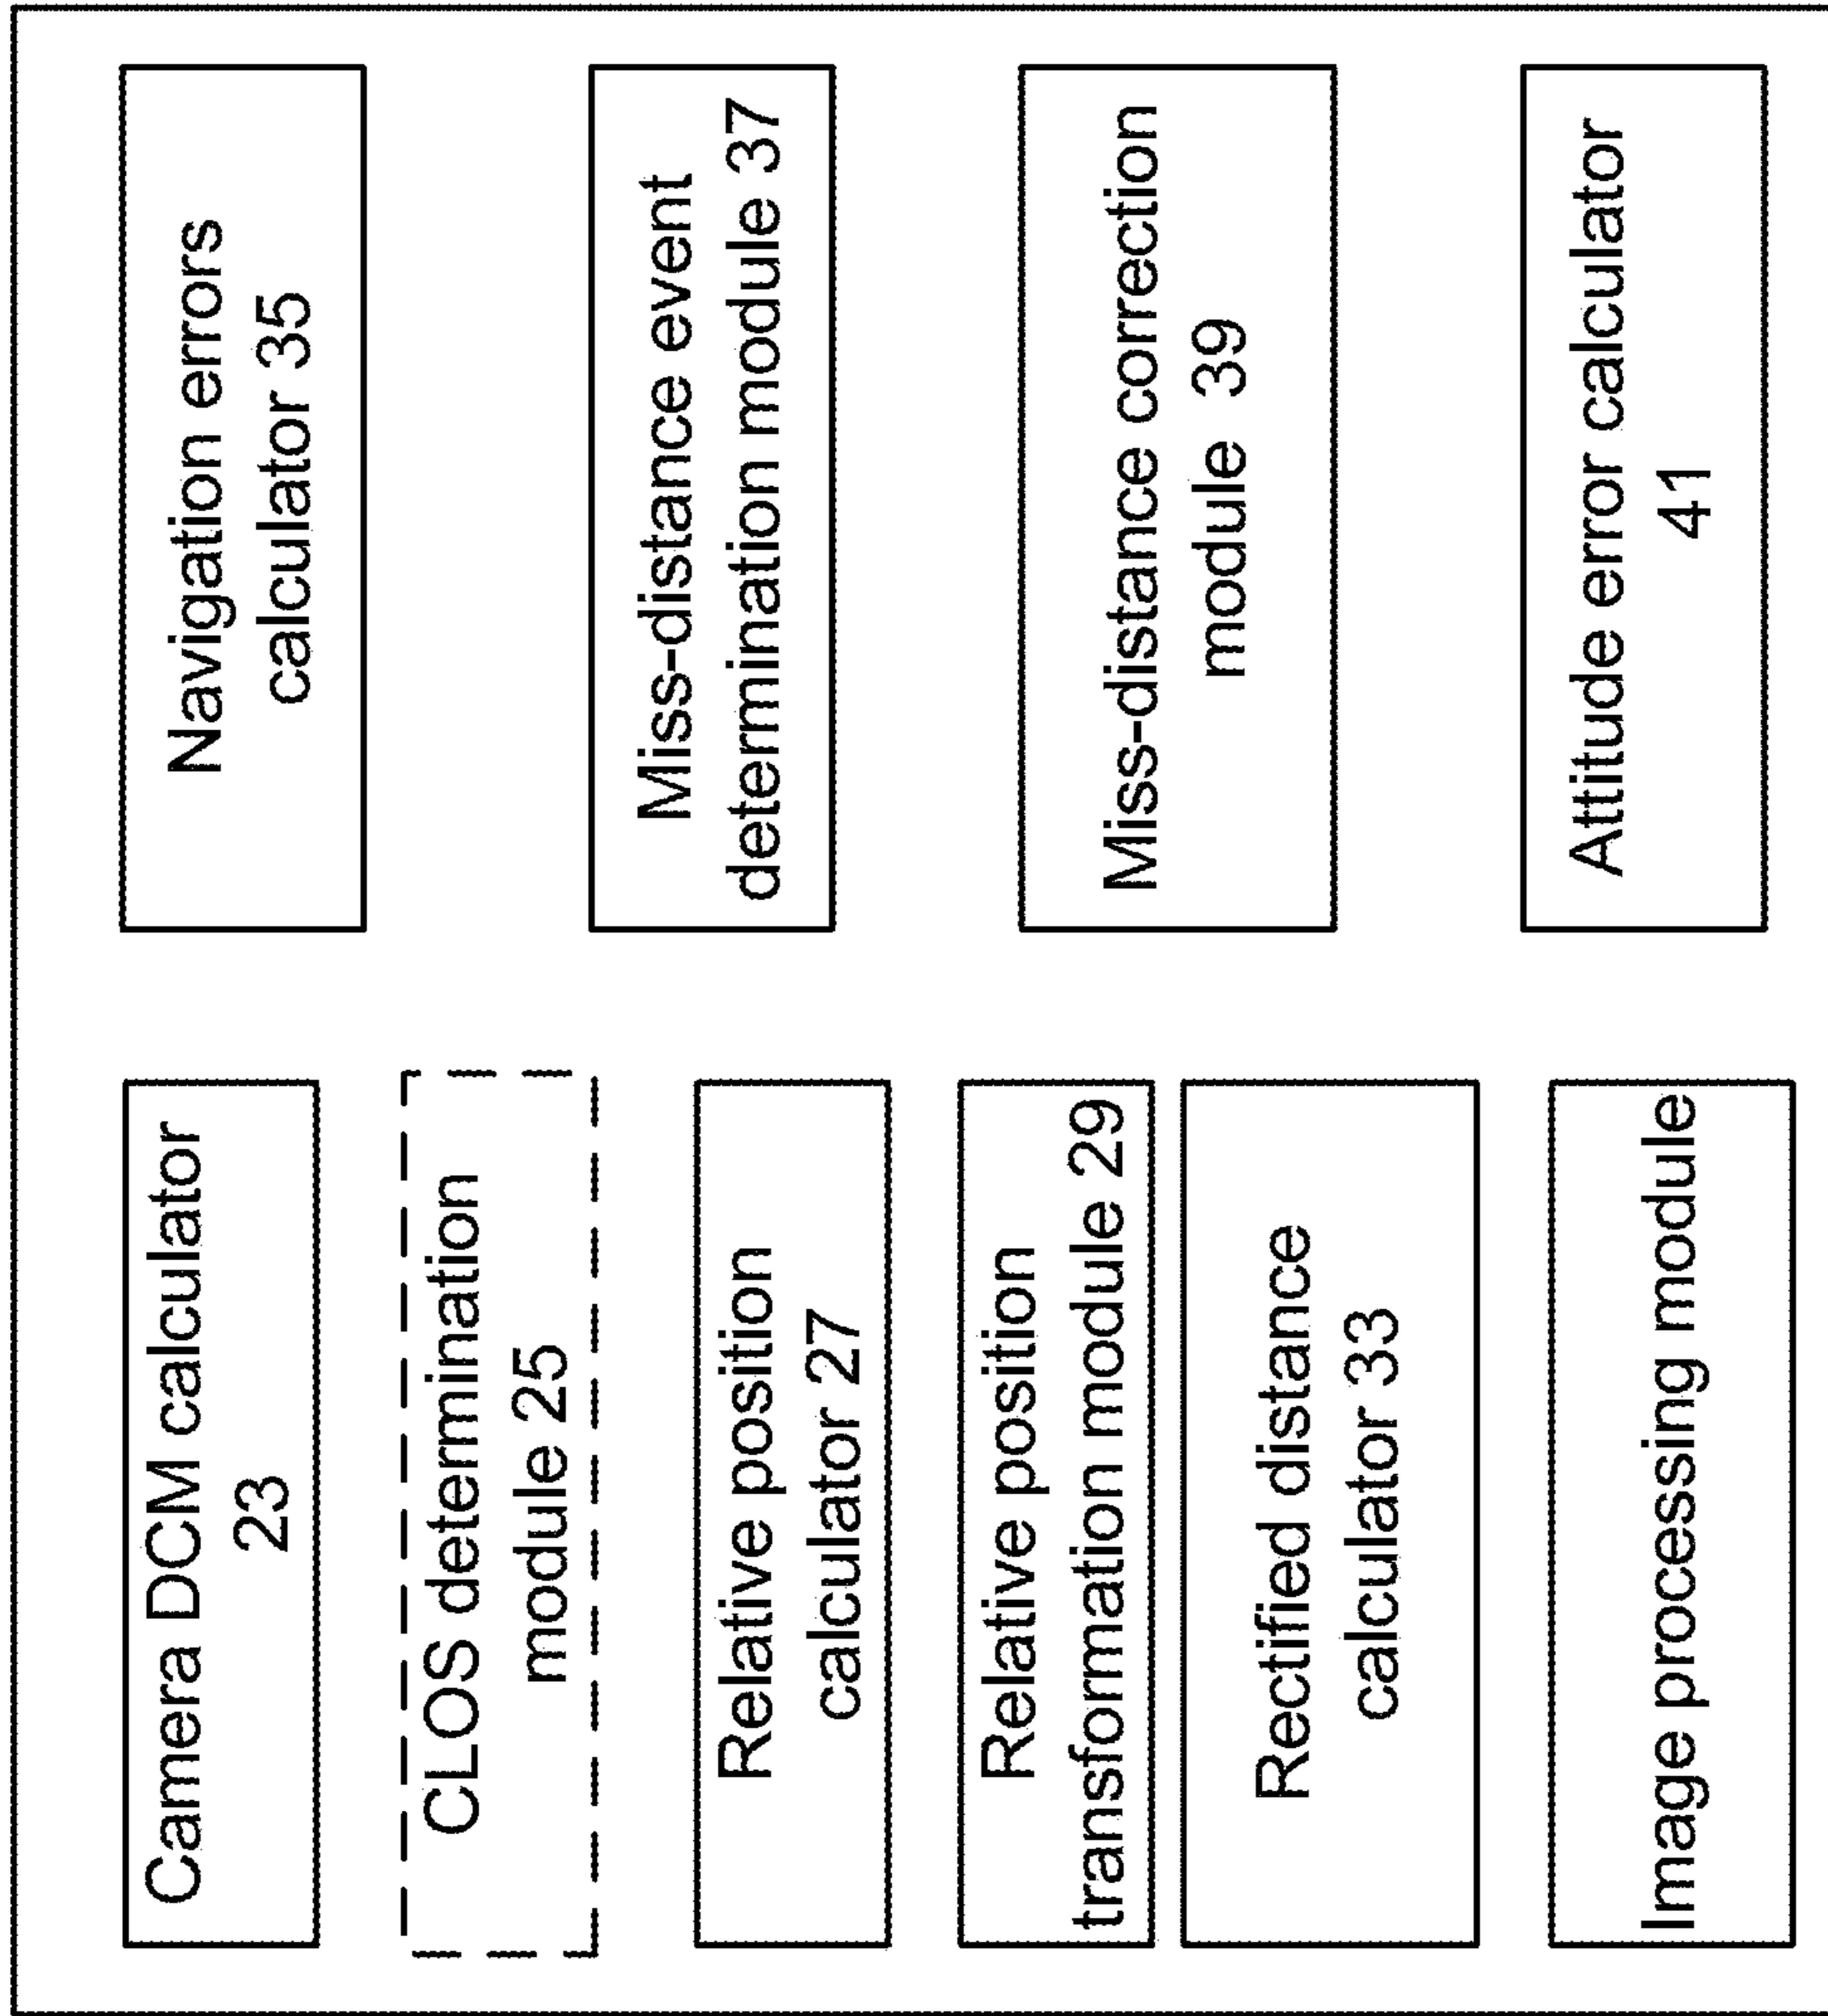 Camera DCM calculator
23
CLOS determination
module 25
Relative position
calculator 27
Relative position
transformation module 29
Rectified distance
calculator 33
Image processing module
Navigation errors
calculator 35
Miss-distance event
determination module 37
Miss-distance correction
module 39
Attitude error calculator
41